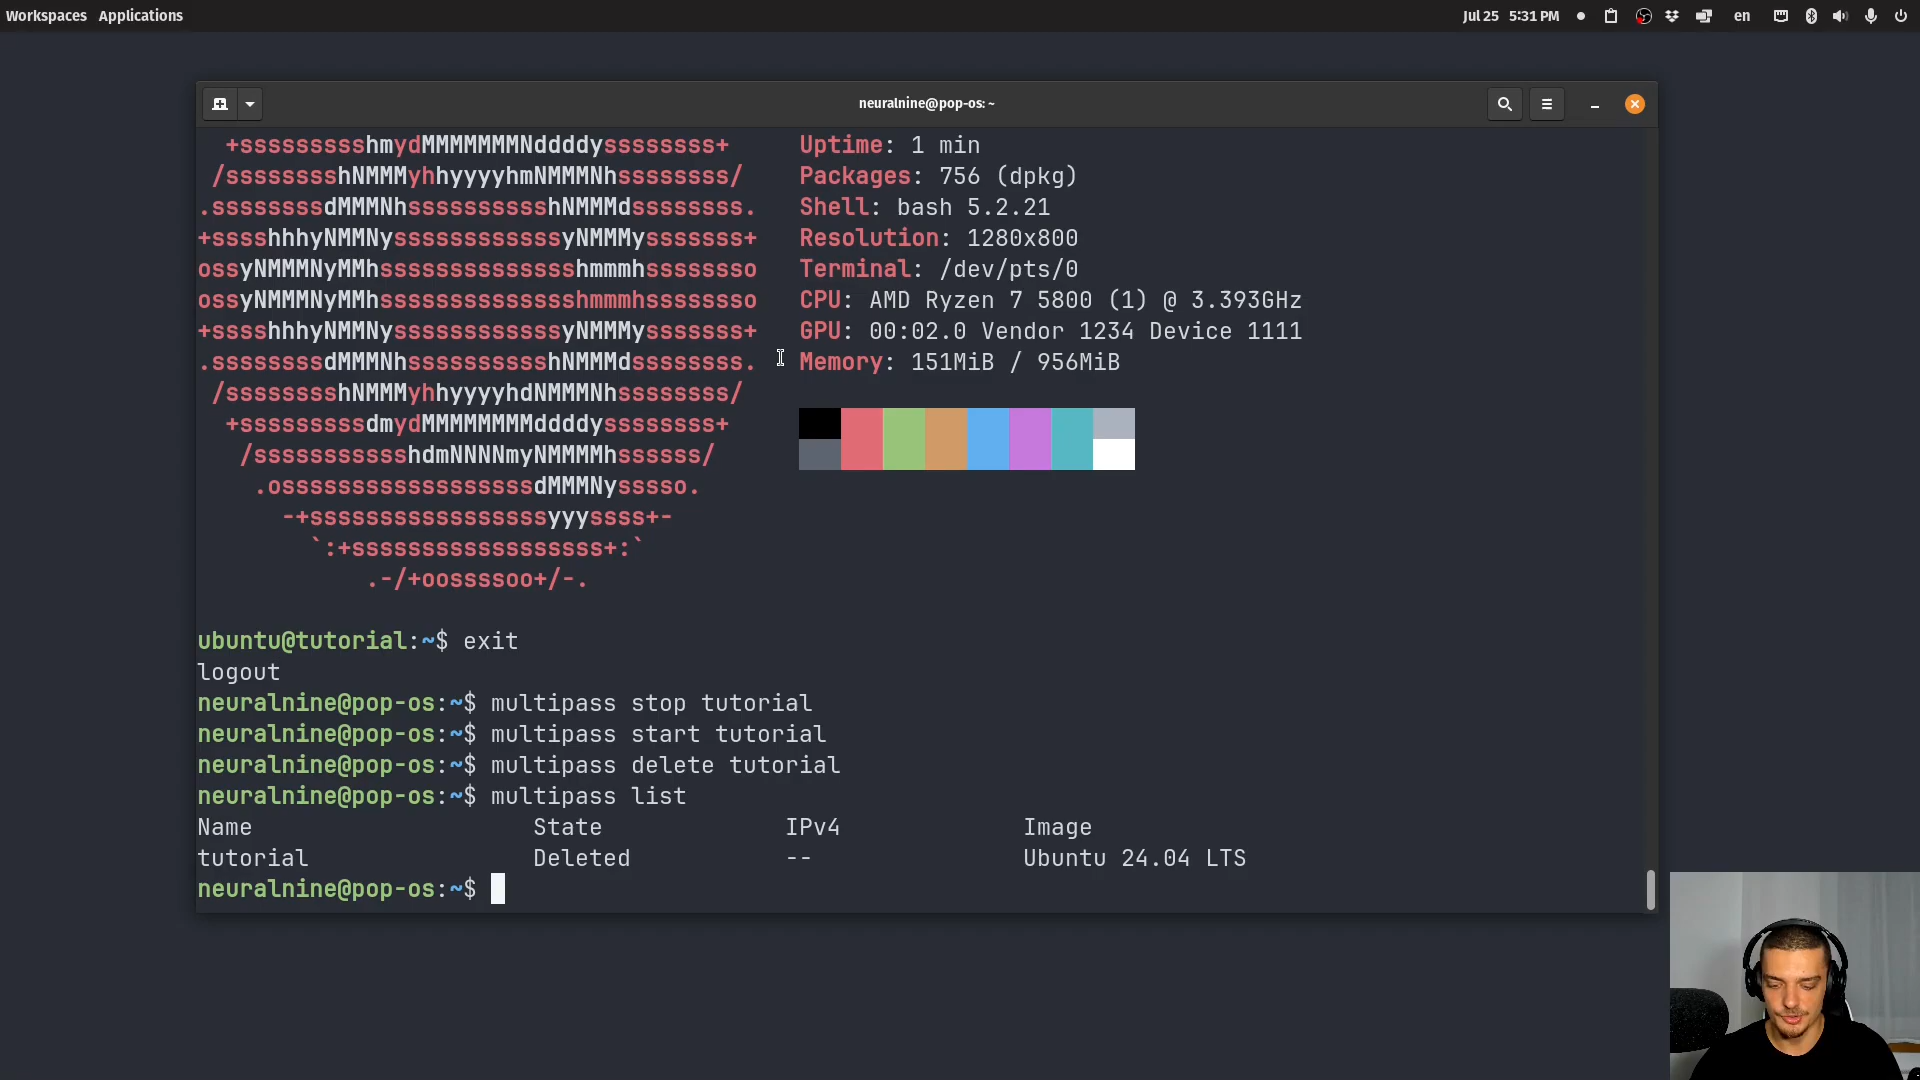 Workspaces Applications
Jul 25 5:31 PM
en
neuralnine@pop-os: ~
+ssssssssshmydMMMMMMMNddddyssssssss+ Uptime: 1 min
/sssssssshNMMMyhhyyyyhmNMMMNhssssssss/ Packages: 756 (dpkg)
.ssssssssdMMMNhsssssssssshNMMMdssssssss. Shell: bash 5.2.21
+sssshhhyNMMNyssssssssssssyNMMMysssssss+ Resolution: 1280x800
ossyNMMMNyMMhsssssssssssssshmmmhssssssso Terminal: /dev/pts/0
ossyNMMMNyMMhsssssssssssssshmmmhssssssso CPU: AMD Ryzen 7 5800 (1) @ 3.393GHz
+sssshhhyNMMNyssssssssssssyNMMMysssssss+ GPU: 00:02.0 Vendor 1234 Device 1111
.ssssssssdMMMNhsssssssssshNMMMdssssssss. Memory: 151MiB / 956MiB
/sssssssshNMMMyhhyyyyhdNMMMNhssssssss/
+sssssssssdmydMMMMMMMMddddyssssssss+
/ssssssssssshdmNNNNmyNMMMMhssssss/
.ossssssssssssssssssdMMMNysssso.
-+sssssssssssssssssyyyssss+-
`:+ssssssssssssssssss+:`
.-/+oossssoo+/-.
ubuntu@tutorial:~$ exit
logout
neuralnine@pop-os:~$ multipass stop tutorial
neuralnine@pop-os:~$ multipass start tutorial
neuralnine@pop-os:~$ multipass delete tutorial
neuralnine@pop-os:~$ multipass list
Name State IPv4 Image
tutorial Deleted -- Ubuntu 24.04 LTS
neuralnine@pop-os:~$